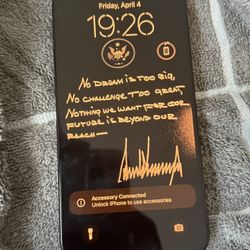 Friday, April 4
19:26
NO DREAM IS TOO BIG,
NO CHALLENGE TOO GREAT
NOTHING WE WANT FOR OUR
FUTURE IS BEYOND OUR
REACH—
Accessory Connected
Unlock iPhone to use accessories